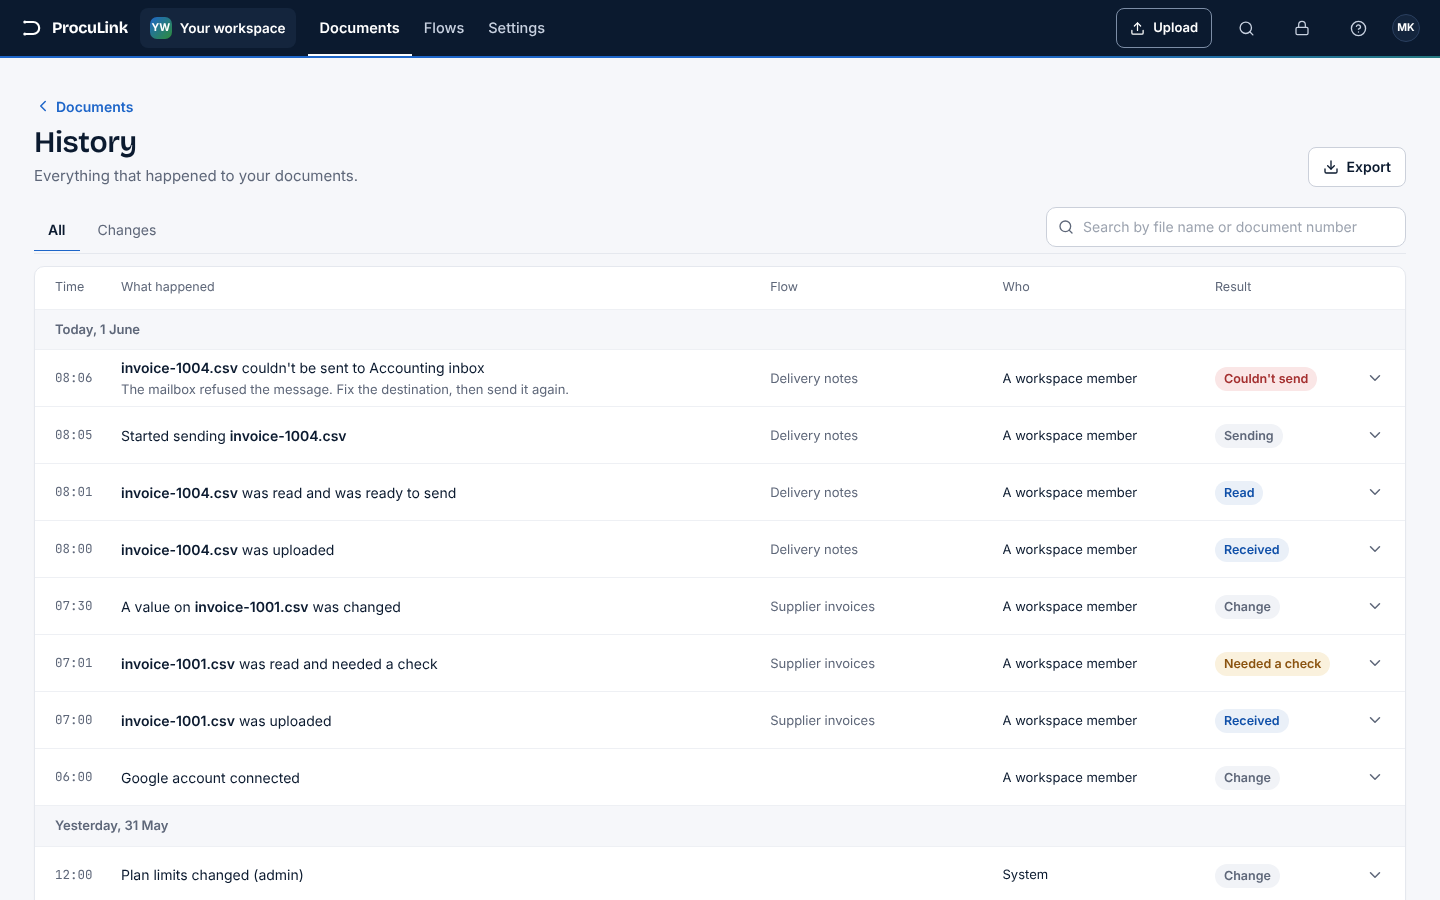 ProcuLink
YW Your workspace
Documents
Flows
Settings
Upload
MK
Documents
History
Everything that happened to your documents.
Export
All
Changes
Search by file name or document number
Time What happened Flow Who Result
Today, 1 June
08:06 invoice-1004.csv couldn't be sent to Accounting inbox Delivery notes A workspace member Couldn't send
The mailbox refused the message. Fix the destination, then send it again.
08:05 Started sending invoice-1004.csv Delivery notes A workspace member Sending
08:01 invoice-1004.csv was read and was ready to send Delivery notes A workspace member Read
08:00 invoice-1004.csv was uploaded Delivery notes A workspace member Received
07:30 A value on invoice-1001.csv was changed Supplier invoices A workspace member Change
07:01 invoice-1001.csv was read and needed a check Supplier invoices A workspace member Needed a check
07:00 invoice-1001.csv was uploaded Supplier invoices A workspace member Received
06:00 Google account connected A workspace member Change
Yesterday, 31 May
12:00 Plan limits changed (admin) System Change